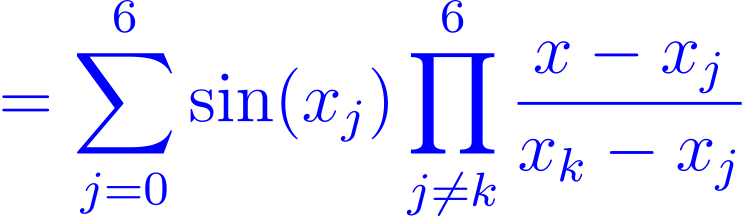 = \sum_{j=0}^{6} \sin(x_j) \prod_{j \neq k}^{6} \frac{x - x_j}{x_k - x_j}